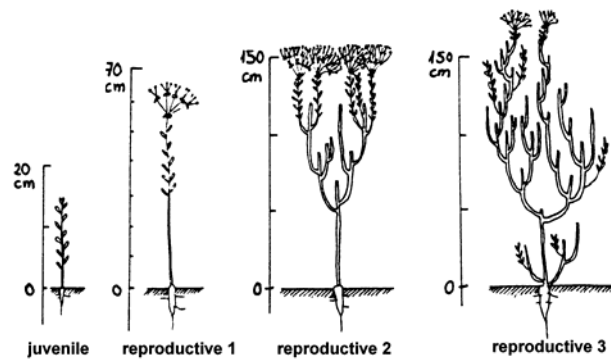 20
cm
0
juvenile
70
cm
0
reproductive 1
150
cm
0
reproductive 2
150
cm
0
reproductive 3